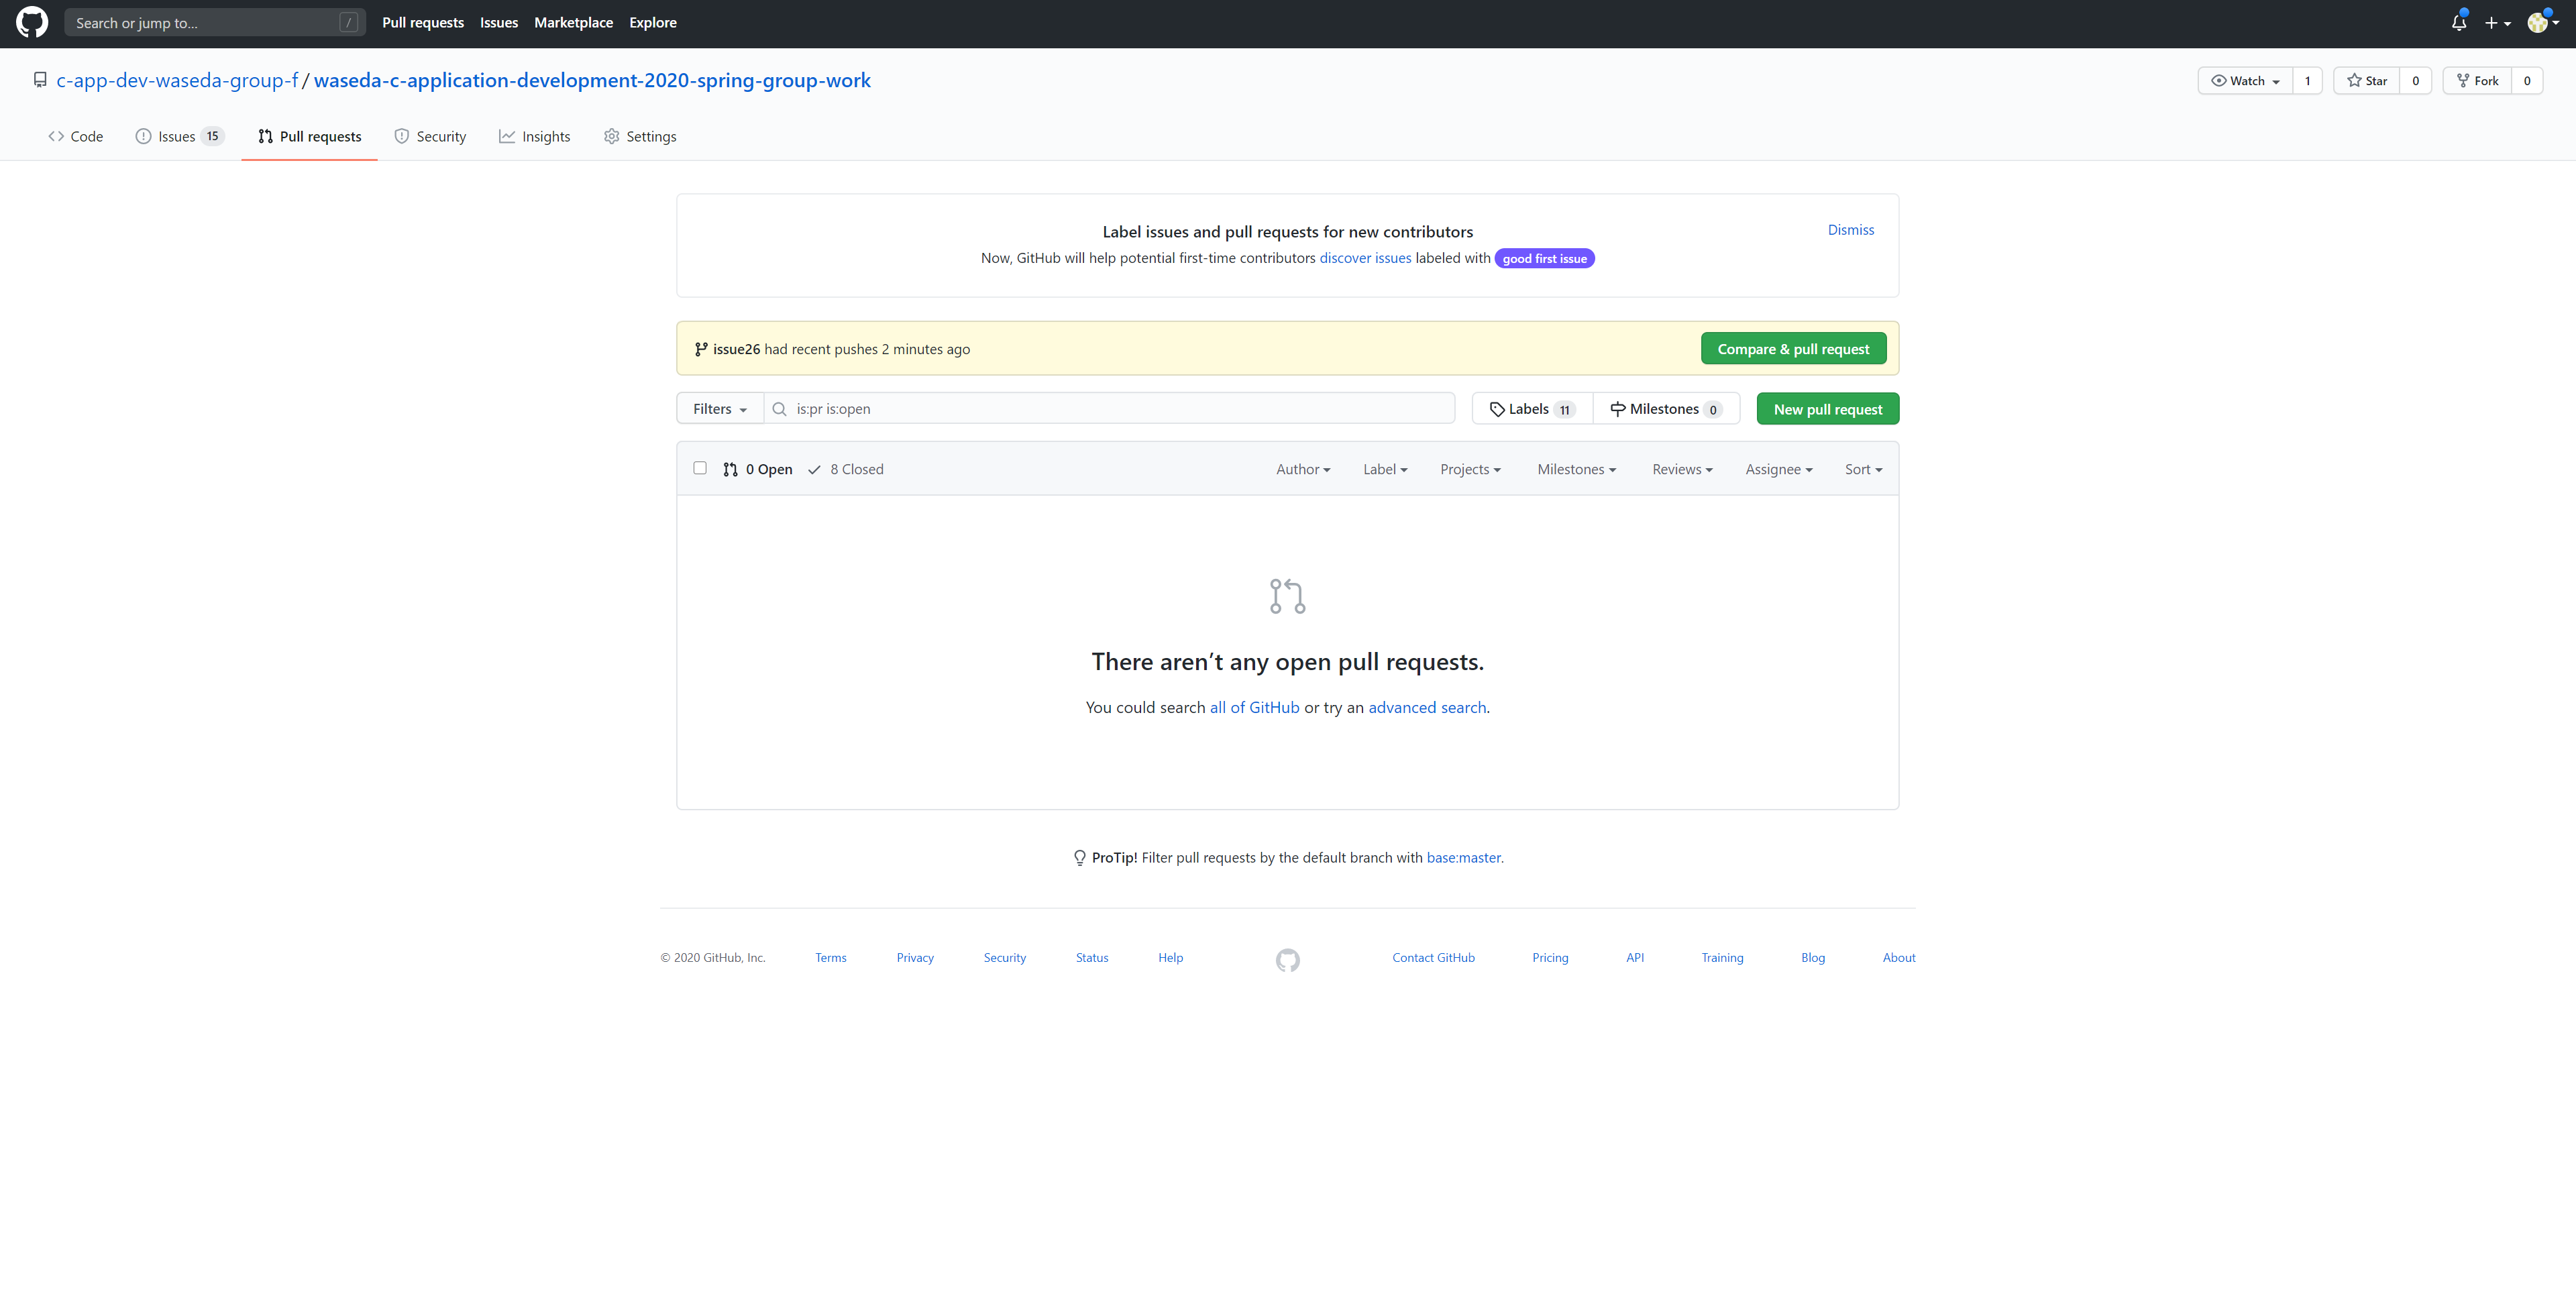 Search or jump to... / Pull requests Issues Marketplace Explore
c-app-dev-waseda-group-f / waseda-c-application-development-2020-spring-group-work Watch 1 Star 0 Fork 0
Code Issues 15 Pull requests Security Insights Settings
Label issues and pull requests for new contributors Dismiss
Now, GitHub will help potential first-time contributors discover issues labeled with good first issue
issue26 had recent pushes 2 minutes ago Compare & pull request
Filters is:pr is:open Labels 11 Milestones 0 New pull request
0 Open 8 Closed Author Label Projects Milestones Reviews Assignee Sort
There aren’t any open pull requests.
You could search all of GitHub or try an advanced search.
ProTip! Filter pull requests by the default branch with base:master.
© 2020 GitHub, Inc. Terms Privacy Security Status Help Contact GitHub Pricing API Training Blog About